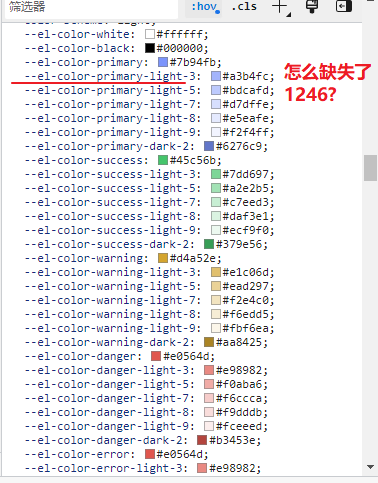 筛选器 :hov .cls
--el-color-white: #ffffff;
--el-color-black: #000000;
--el-color-primary: #7b94fb;
--el-color-primary-light-3: #a3b4fc;
怎么缺失了
--el-color-primary-light-5: #bdcafd;
1246?
--el-color-primary-light-7: #d7dffe;
--el-color-primary-light-8: #e5eafe;
--el-color-primary-light-9: #f2f4ff;
--el-color-primary-dark-2: #6276c9;
--el-color-success: #45c56b;
--el-color-success-light-3: #7dd697;
--el-color-success-light-5: #a2e2b5;
--el-color-success-light-7: #c7eed3;
--el-color-success-light-8: #daf3e1;
--el-color-success-light-9: #ecf9f0;
--el-color-success-dark-2: #379e56;
--el-color-warning: #d4a52e;
--el-color-warning-light-3: #e1c06d;
--el-color-warning-light-5: #ead297;
--el-color-warning-light-7: #f2e4c0;
--el-color-warning-light-8: #f6edd5;
--el-color-warning-light-9: #fbf6ea;
--el-color-warning-dark-2: #aa8425;
--el-color-danger: #e0564d;
--el-color-danger-light-3: #e98982;
--el-color-danger-light-5: #f0aba6;
--el-color-danger-light-7: #f6ccca;
--el-color-danger-light-8: #f9dddb;
--el-color-danger-light-9: #fceeed;
--el-color-danger-dark-2: #b3453e;
--el-color-error: #e0564d;
--el-color-error-light-3: #e98982;